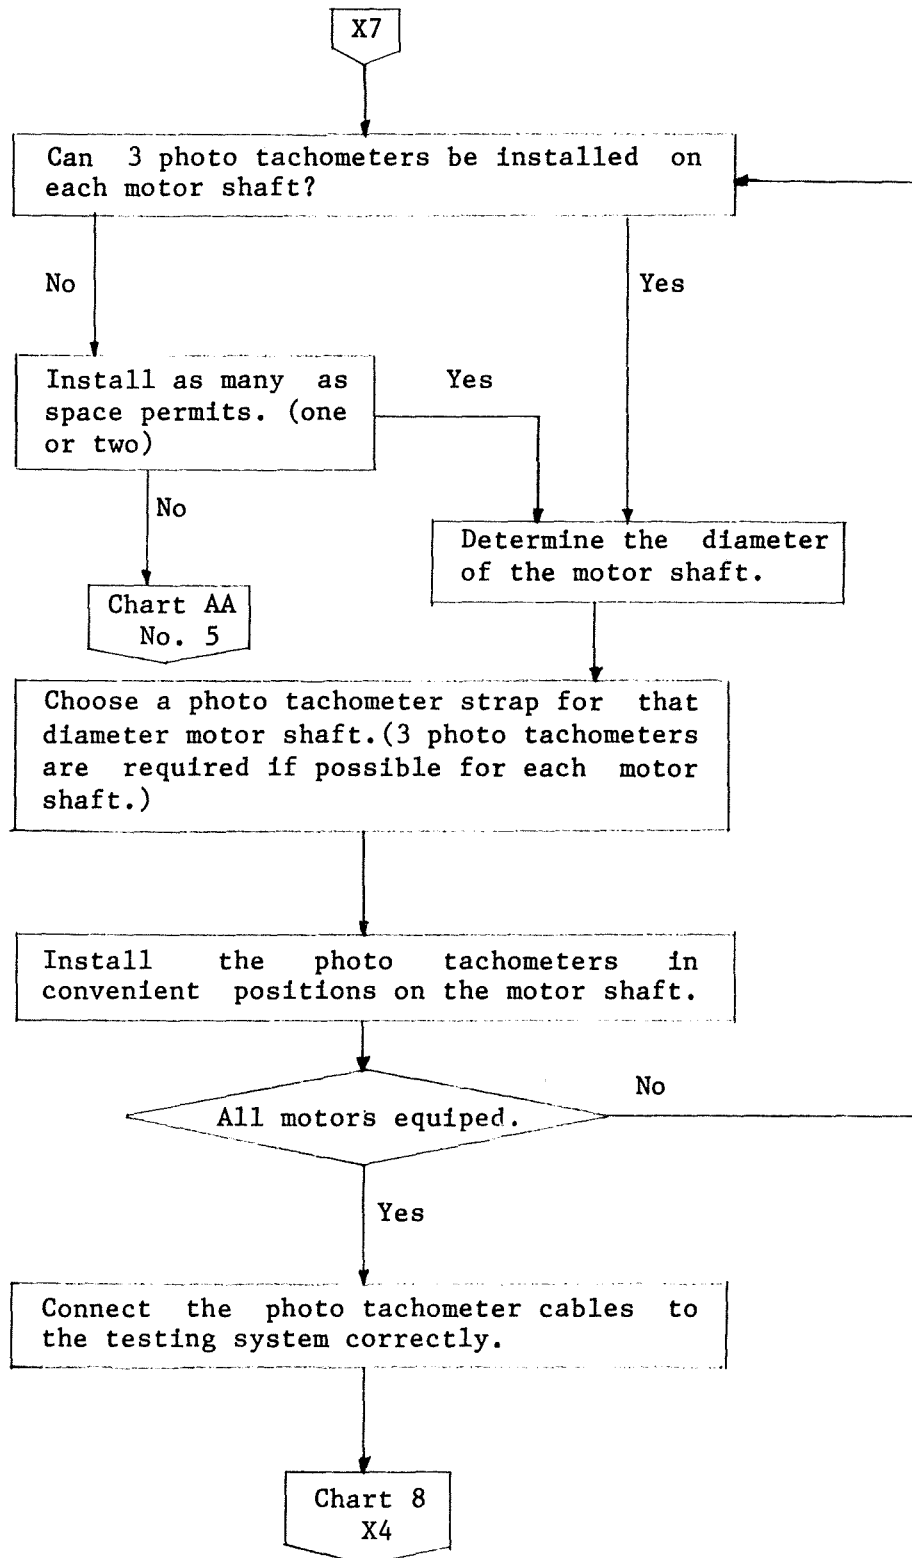 X7
Can 3 photo tachometers be installed on
each motor shaft?
No
Yes
Install as many as
space permits. (one
or two)
Yes
No
Determine the diameter
of the motor shaft.
Chart AA
No. 5
Choose a photo tachometer strap for that
diameter motor shaft.(3 photo tachometers
are required if possible for each motor
shaft.)
Install the photo tachometers in
convenient positions on the motor shaft.
All motors equiped.
No
Yes
Connect the photo tachometer cables to
the testing system correctly.
Chart 8
X4